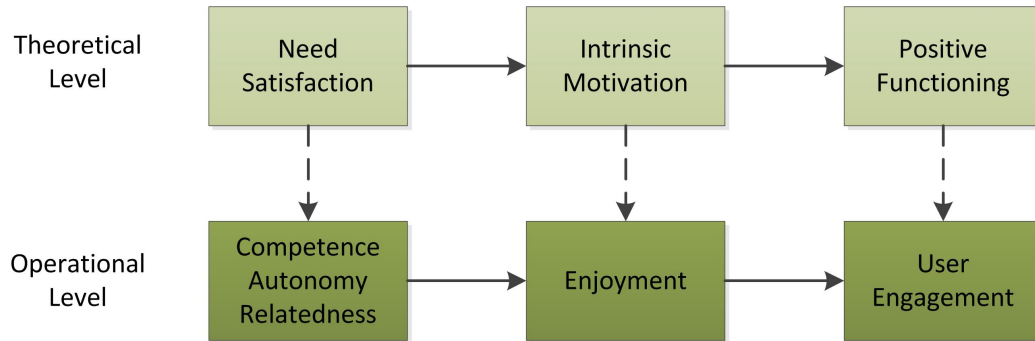 Theoretical
Level
Need
Satisfaction
Intrinsic
Motivation
Positive
Functioning
Operational
Level
Competence
Autonomy
Relatedness
Enjoyment
User
Engagement